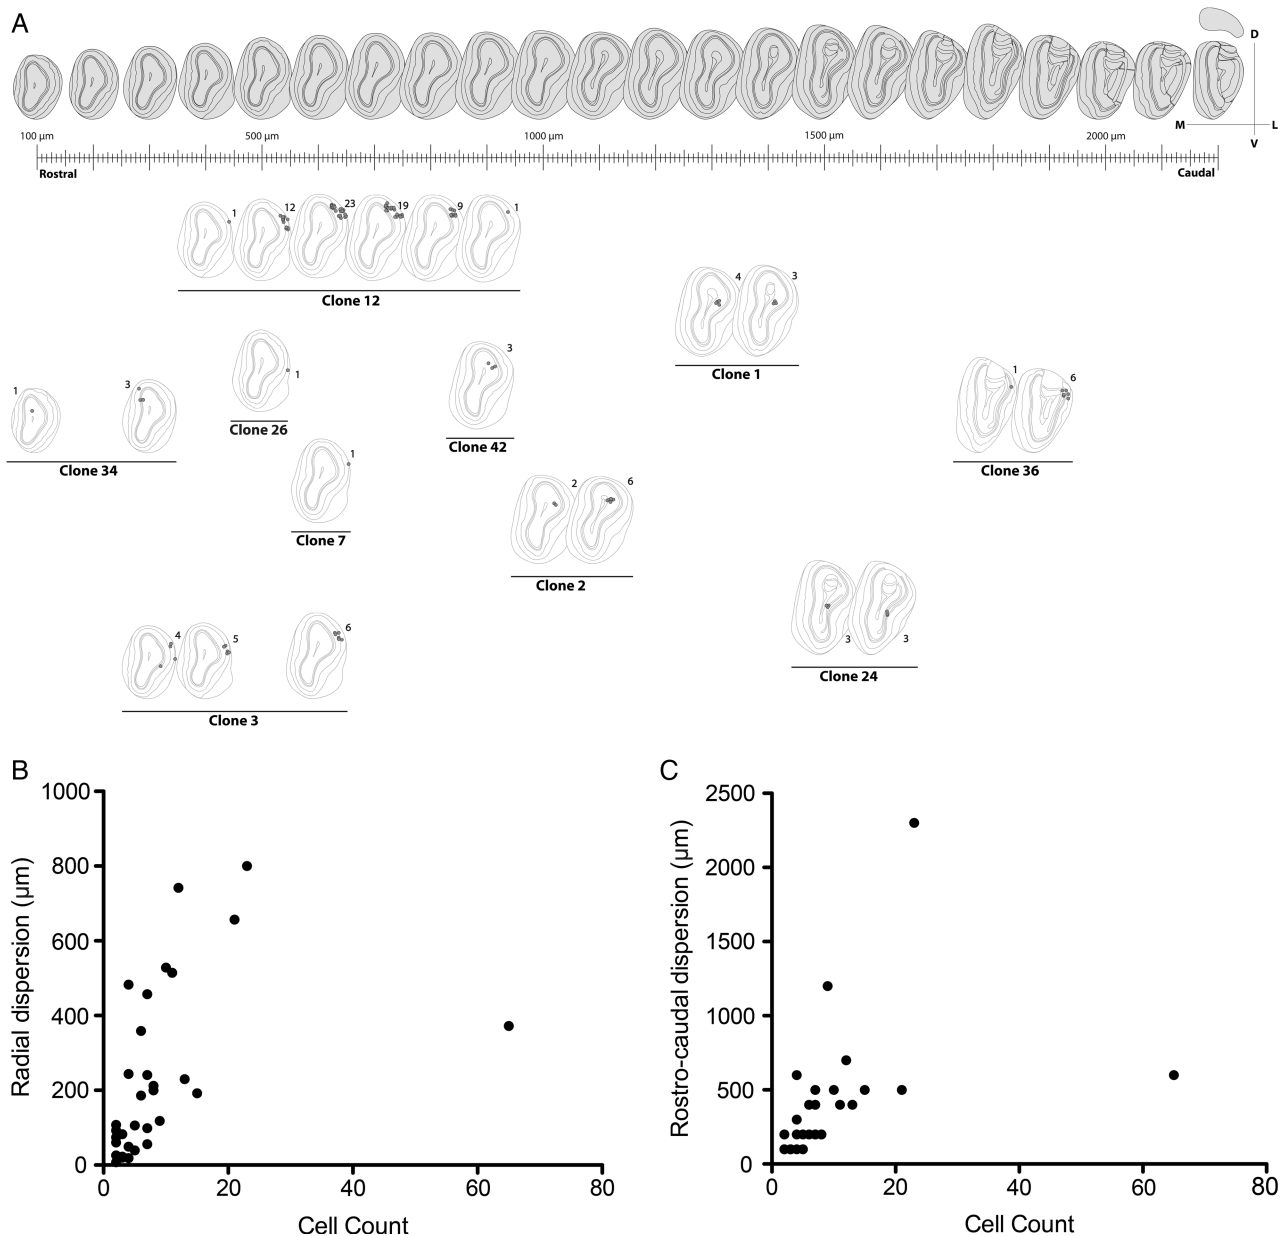 A
D
M L
V
100 µm 500 µm 1000 µm 1500 µm 2000 µm
Rostral Caudal
1 12 23 19 9 1
Clone 12
4 3
Clone 1
1
Clone 26
3
Clone 42
1 3
Clone 34
1 6
Clone 36
1
Clone 7
2 6
Clone 2
3 3
Clone 24
4 5 6
Clone 3
B
1000
800
600
400
200
0
0 20 40 60 80
Radial dispersion (µm)
Cell Count
C
2500
2000
1500
1000
500
0
0 20 40 60 80
Rostro-caudal dispersion (µm)
Cell Count